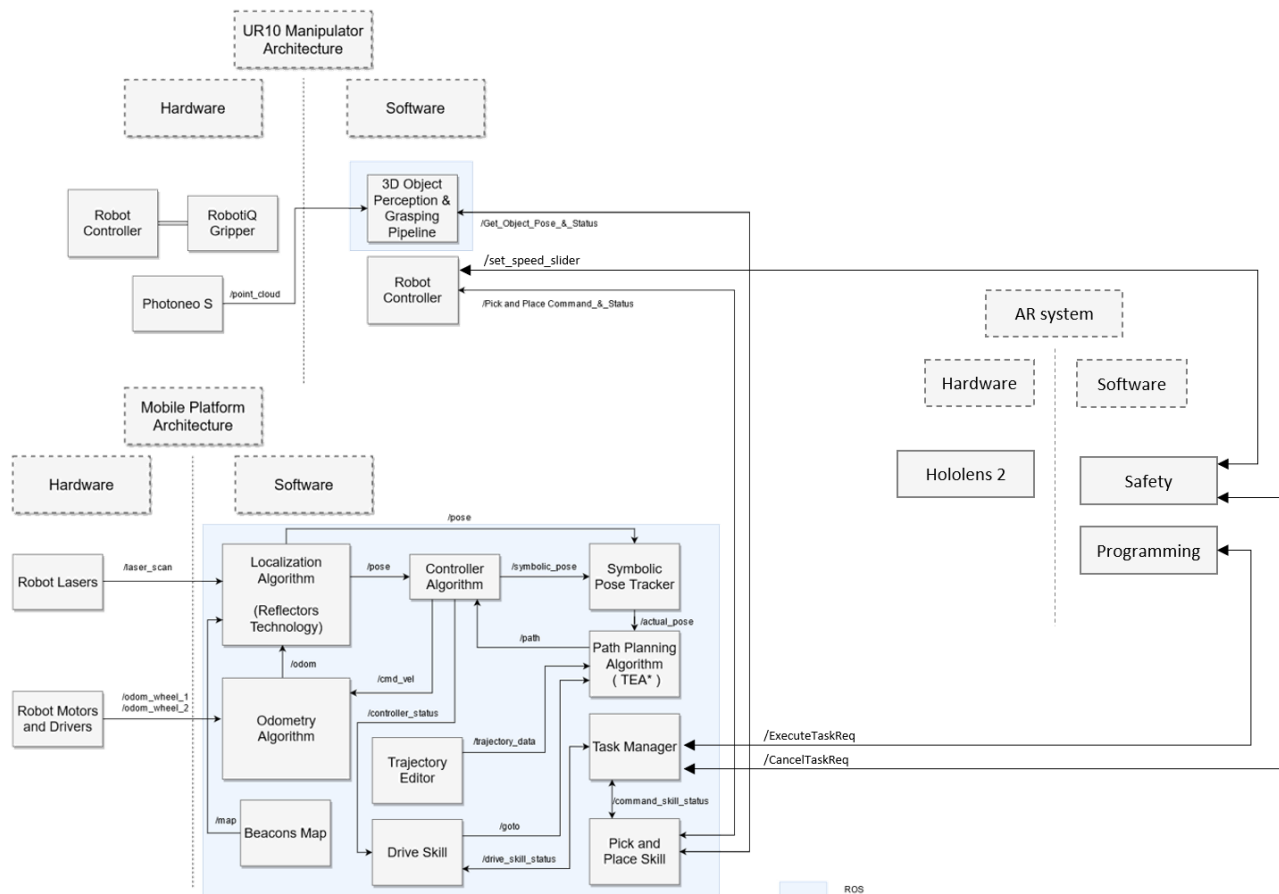 UR10 Manipulator
Architecture
Hardware
Software
3D Object
Perception &
Grasping
Pipeline
Robot
Controller
RobotiQ
Gripper
/Get_Object_Pose_&_Status
/set_speed_slider
Photoneo S
/point_cloud
Robot
Controller
/Pick and Place Command_&_Status
AR system
Hardware
Software
Hololens 2
Safety
Programming
Mobile Platform
Architecture
Hardware
Software
/pose
Robot Lasers
/laser_scan
Localization
Algorithm
(Reflectors
Technology)
/pose
Controller
Algorithm
/symbolic_pose
Symbolic
Pose Tracker
/actual_pose
/path
Path Planning
Algorithm
( TEA* )
/odom
/cmd_vel
Robot Motors
and Drivers
/odom_wheel_1
/odom_wheel_2
Odometry
Algorithm
/controller_status
Trajectory
Editor
/trajectory_data
Task Manager
/ExecuteTaskReq
/CancelTaskReq
/command_skill_status
/map
Beacons Map
Drive Skill
/goto
/drive_skill_status
Pick and
Place Skill
ROS